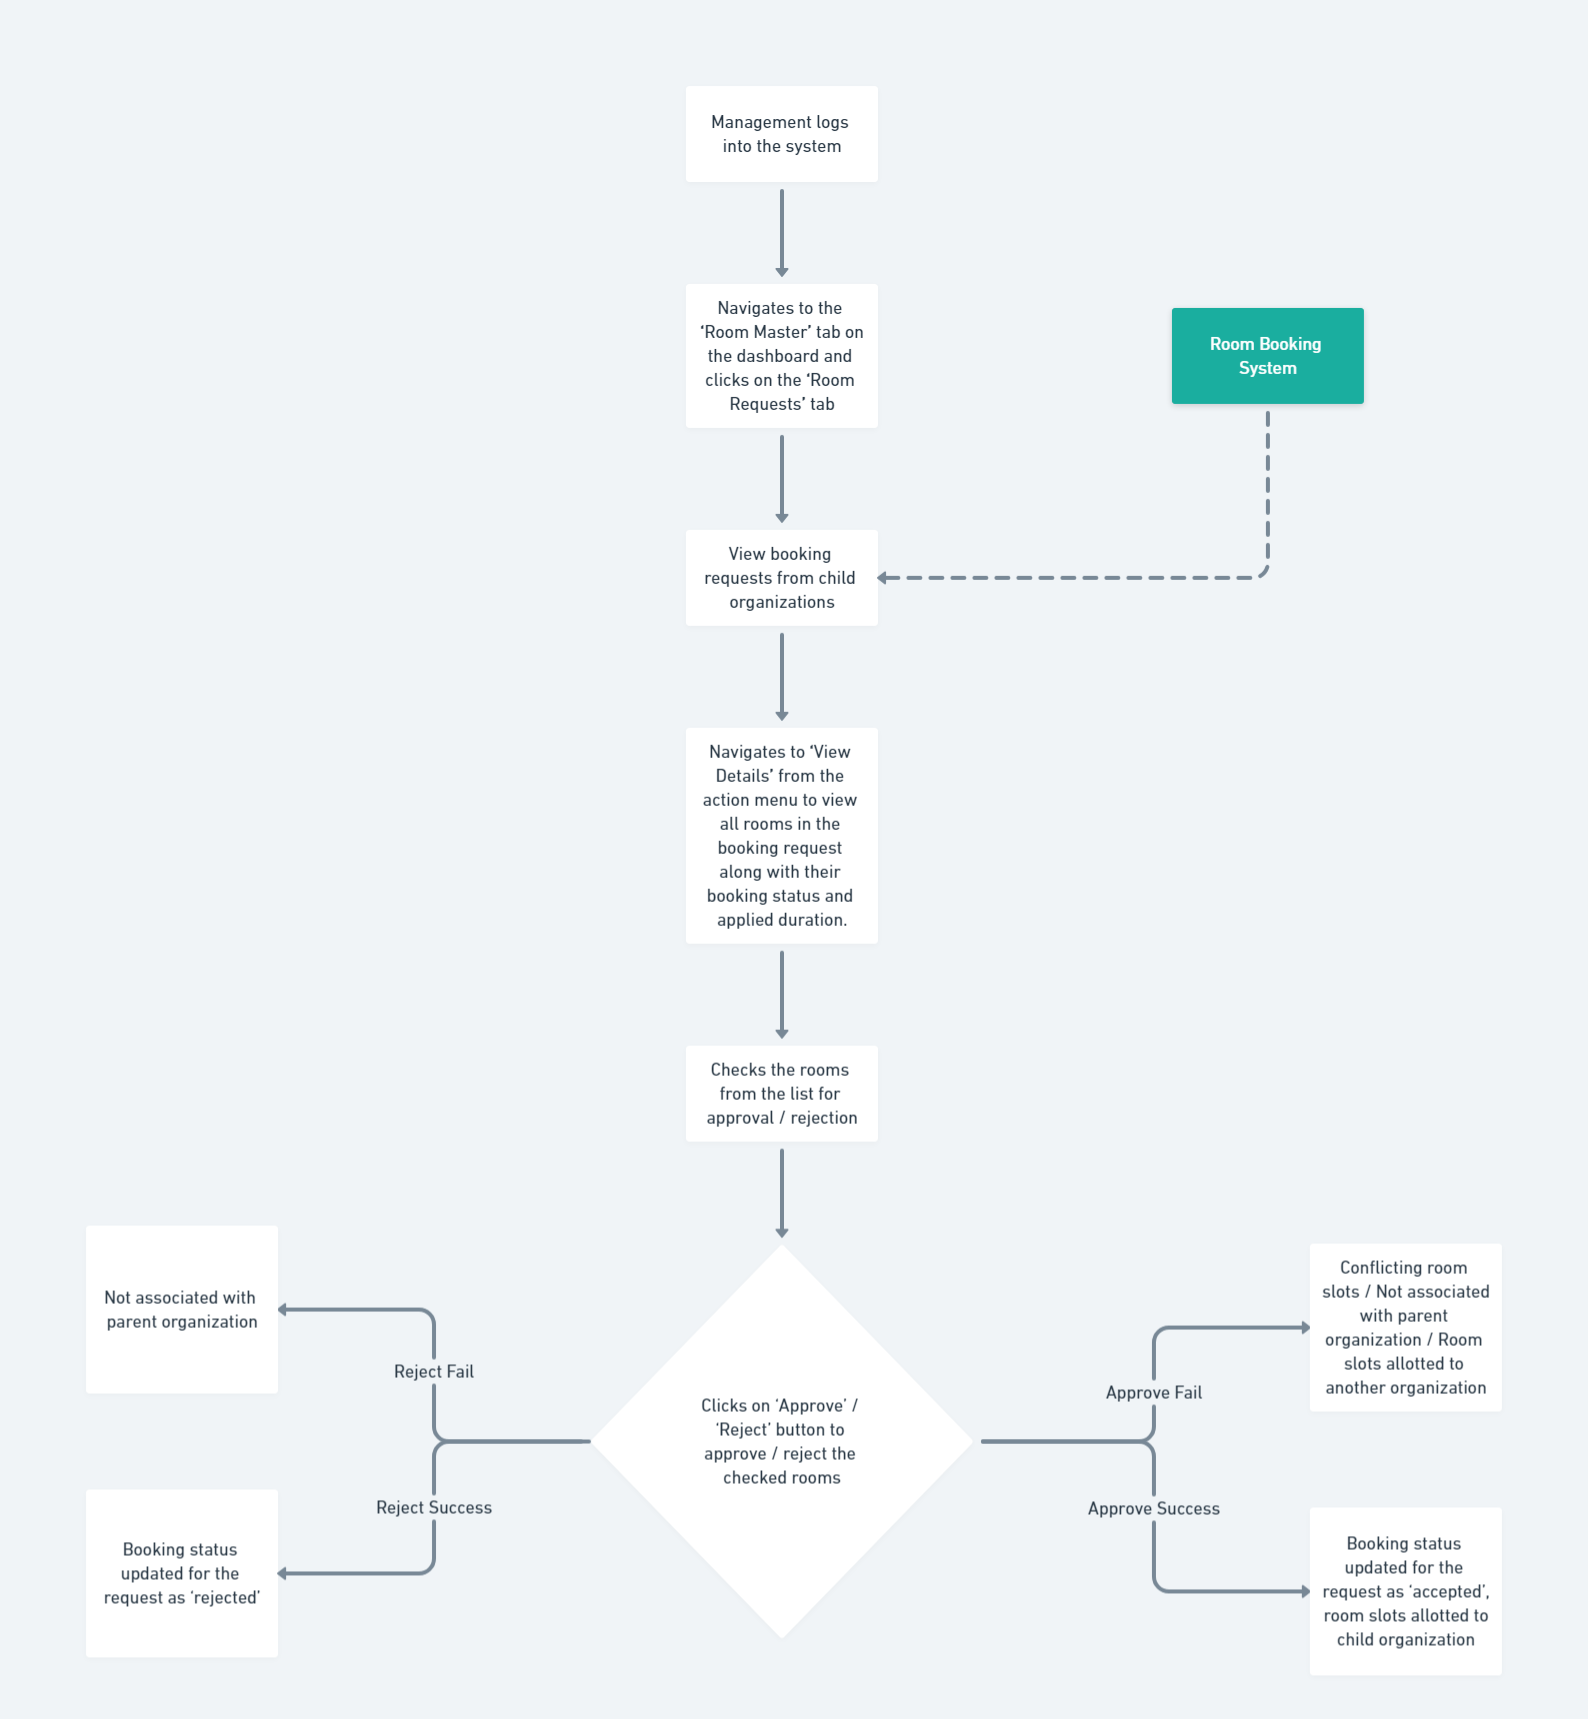 Management logs
into the system
Navigates to the
‘Room Master’ tab on
the dashboard and
clicks on the ‘Room
Requests’ tab
Room Booking
System
View booking
requests from child
organizations
Navigates to ‘View
Details’ from the
action menu to view
all rooms in the
booking request
along with their
booking status and
applied duration.
Checks the rooms
from the list for
approval / rejection
Not associated with
parent organization
Reject Fail
Reject Success
Booking status
updated for the
request as ‘rejected’
Clicks on ‘Approve’ /
‘Reject’ button to
approve / reject the
checked rooms
Conflicting room
slots / Not associated
with parent
organization / Room
slots allotted to
another organization
Approve Fail
Approve Success
Booking status
updated for the
request as ‘accepted’,
room slots allotted to
child organization